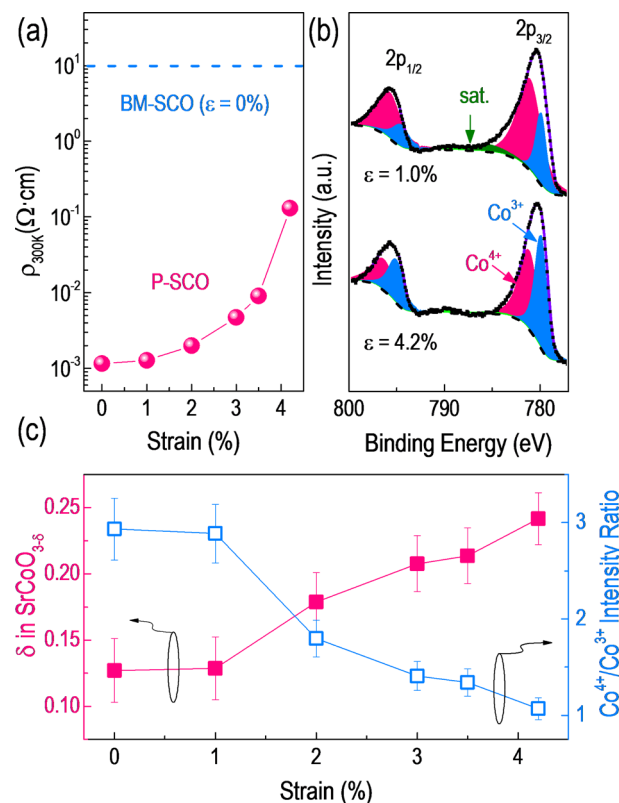 (a)
10¹
10⁰
10⁻¹
10⁻²
10⁻³
ρ₃₀₀K(Ω·cm)
BM-SCO (ε = 0%)
P-SCO
0 1 2 3 4
Strain (%)
(b)
2p₃/₂
2p₁/₂
sat.
ε = 1.0%
Co³⁺
Co⁴⁺
ε = 4.2%
Intensity (a.u.)
800 790 780
Binding Energy (eV)
(c)
0.25
0.20
0.15
0.10
δ in SrCoO₃₋δ
3
2
1
Co⁴⁺/Co³⁺ Intensity Ratio
0 1 2 3 4
Strain (%)